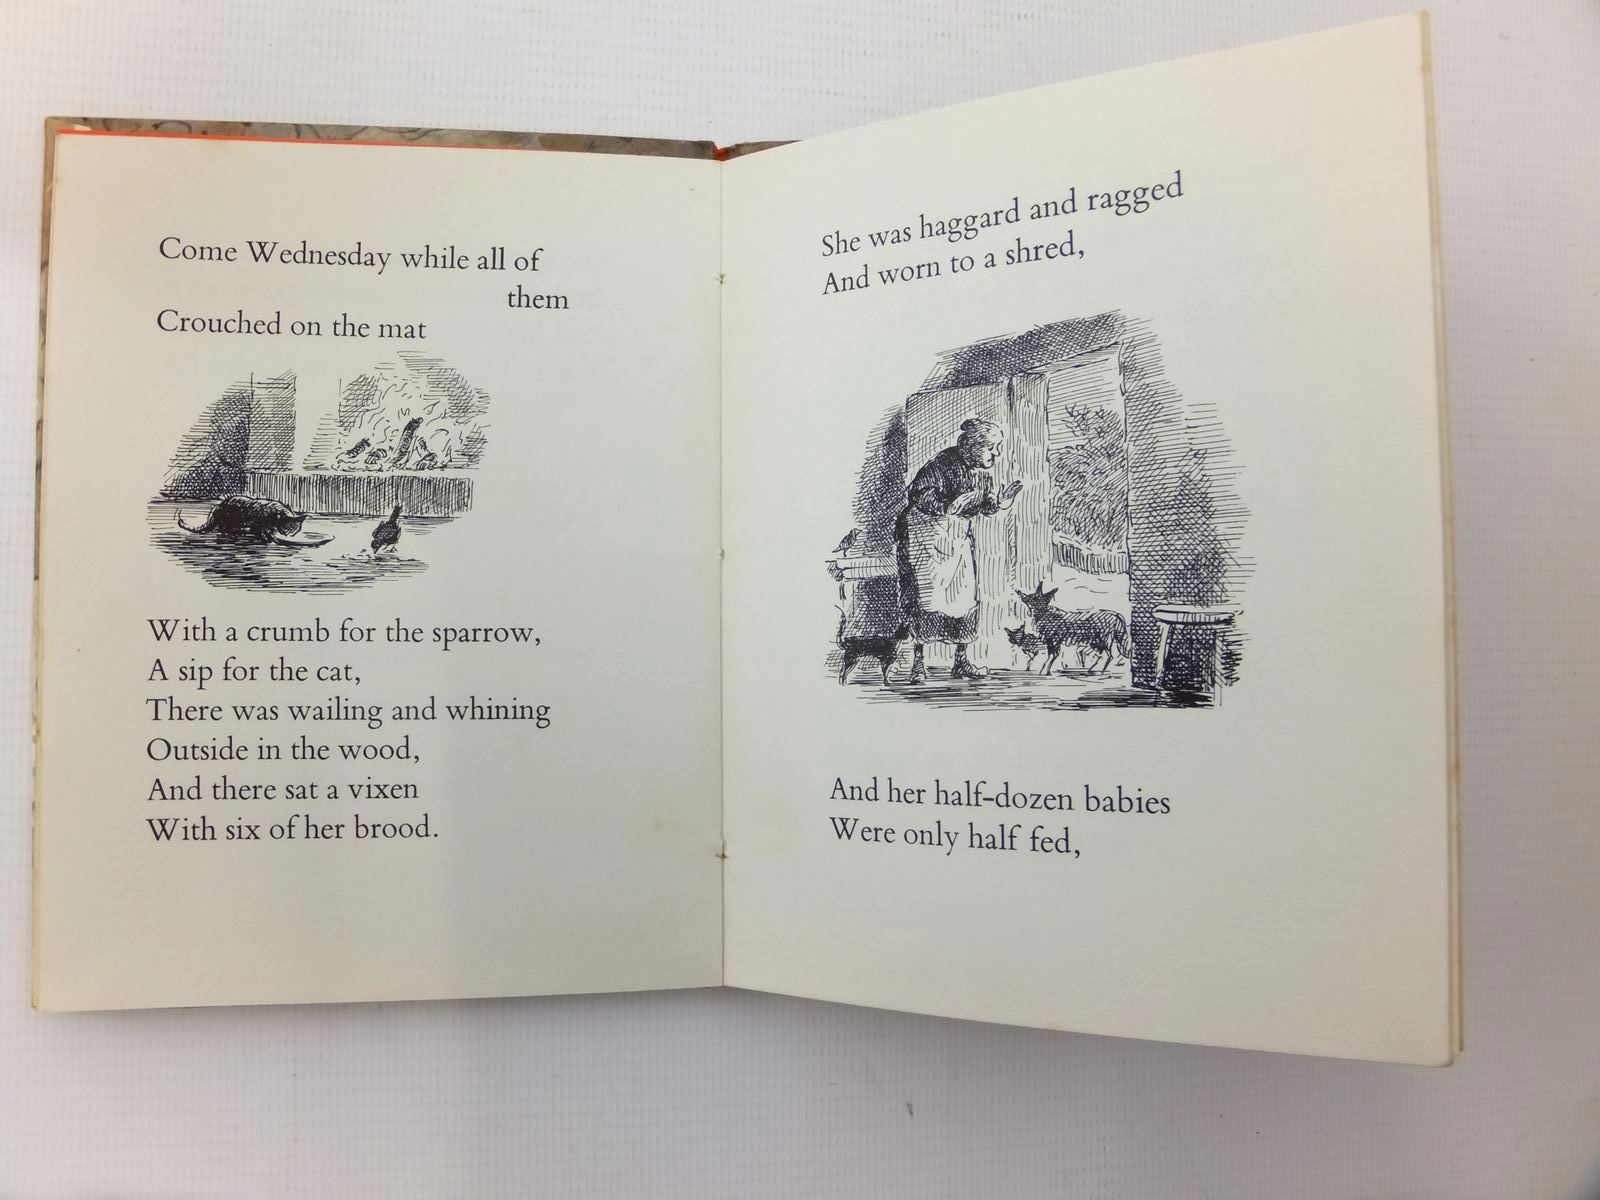 Come Wednesday while all of
them
Crouched on the mat
With a crumb for the sparrow,
A sip for the cat,
There was wailing and whining
Outside in the wood,
And there sat a vixen
With six of her brood.
She was haggard and ragged
And worn to a shred,
And her half-dozen babies
Were only half fed,